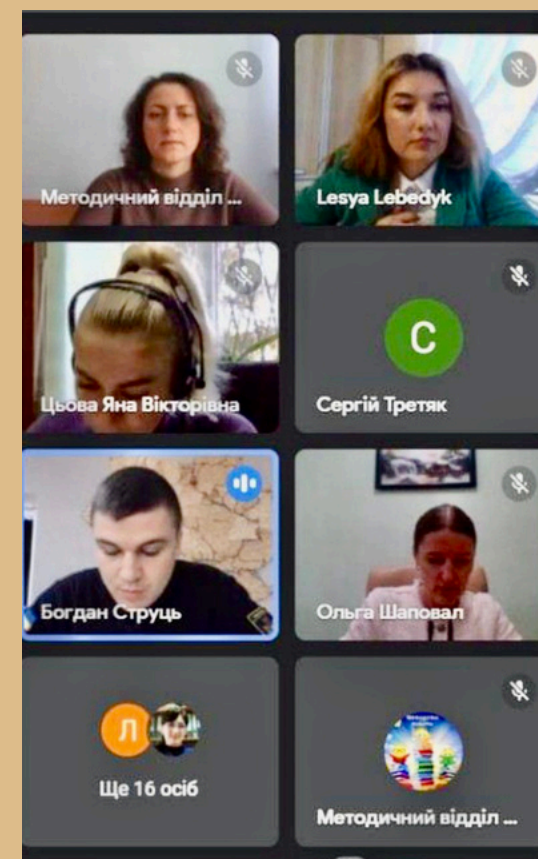 Методичний відділ ...
Lesya Lebedyk
Цьова Яна Вікторівна
С
Сергій Третяк
Богдан Струць
Ольга Шаповал
Л
Ще 16 осіб
Методичний відділ ...